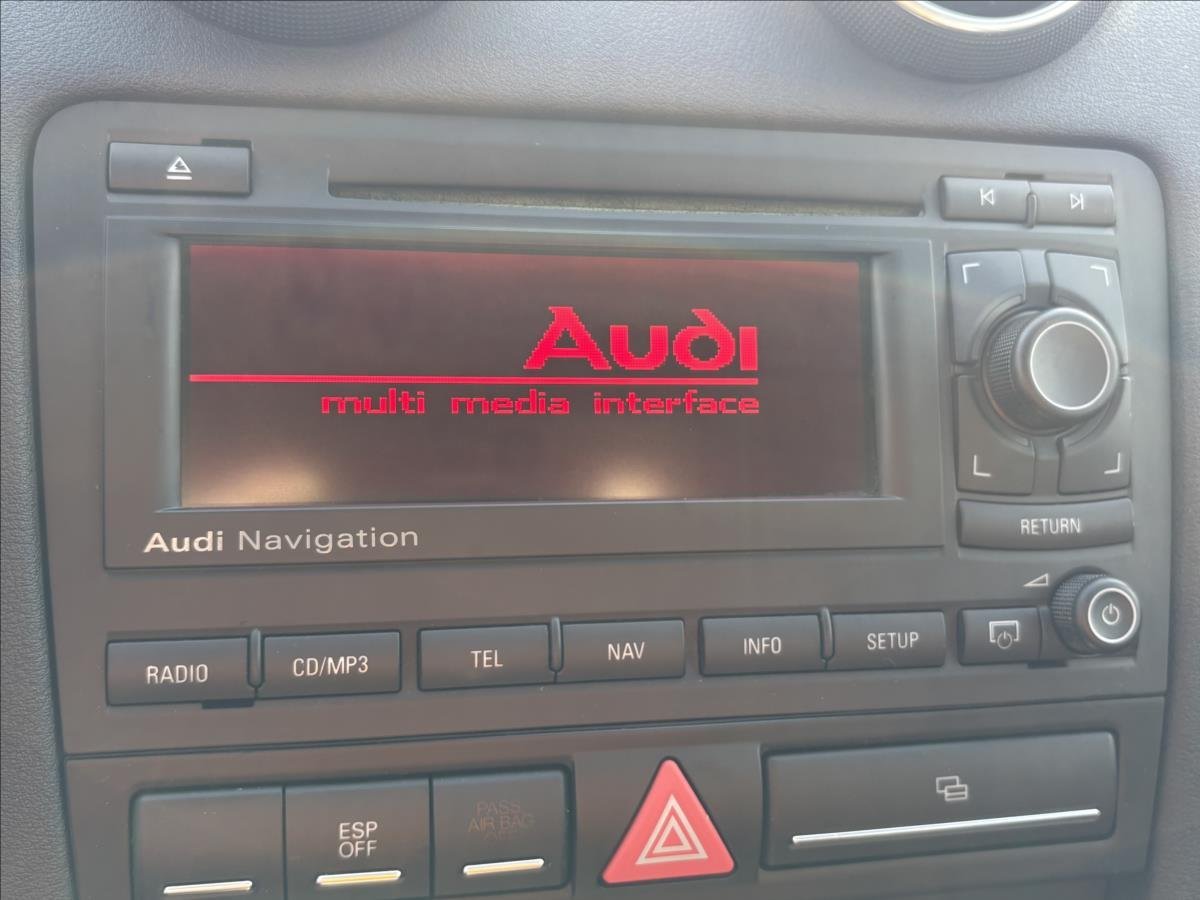 Audi
multi media interface
Audi Navigation
RETURN
RADIO
CD/MP3
TEL
NAV
INFO
SETUP
ESP
OFF
PASS
AIR BAG
OFF